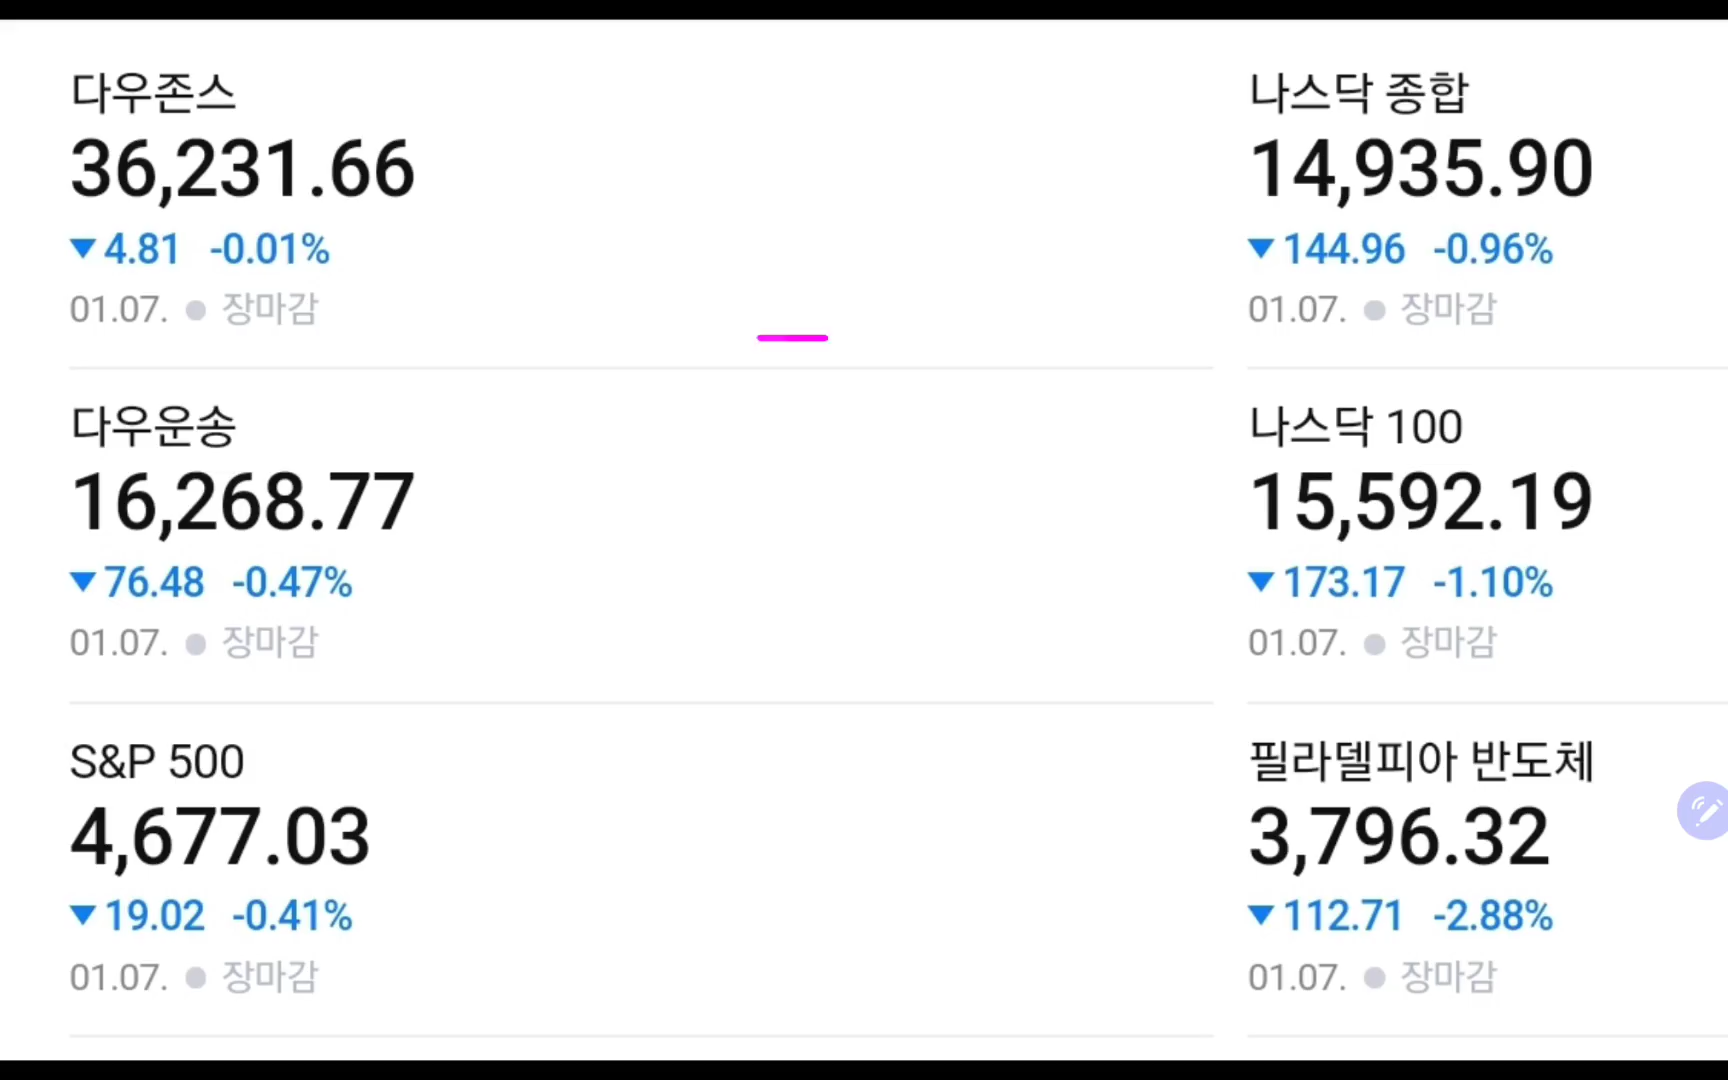 다우존스
36,231.66
▼4.81 -0.01%
01.07. ● 장마감
나스닥 종합
14,935.90
▼144.96 -0.96%
01.07. ● 장마감
다우운송
16,268.77
▼76.48 -0.47%
01.07. ● 장마감
나스닥 100
15,592.19
▼173.17 -1.10%
01.07. ● 장마감
S&P 500
4,677.03
▼19.02 -0.41%
01.07. ● 장마감
필라델피아 반도체
3,796.32
▼112.71 -2.88%
01.07. ● 장마감